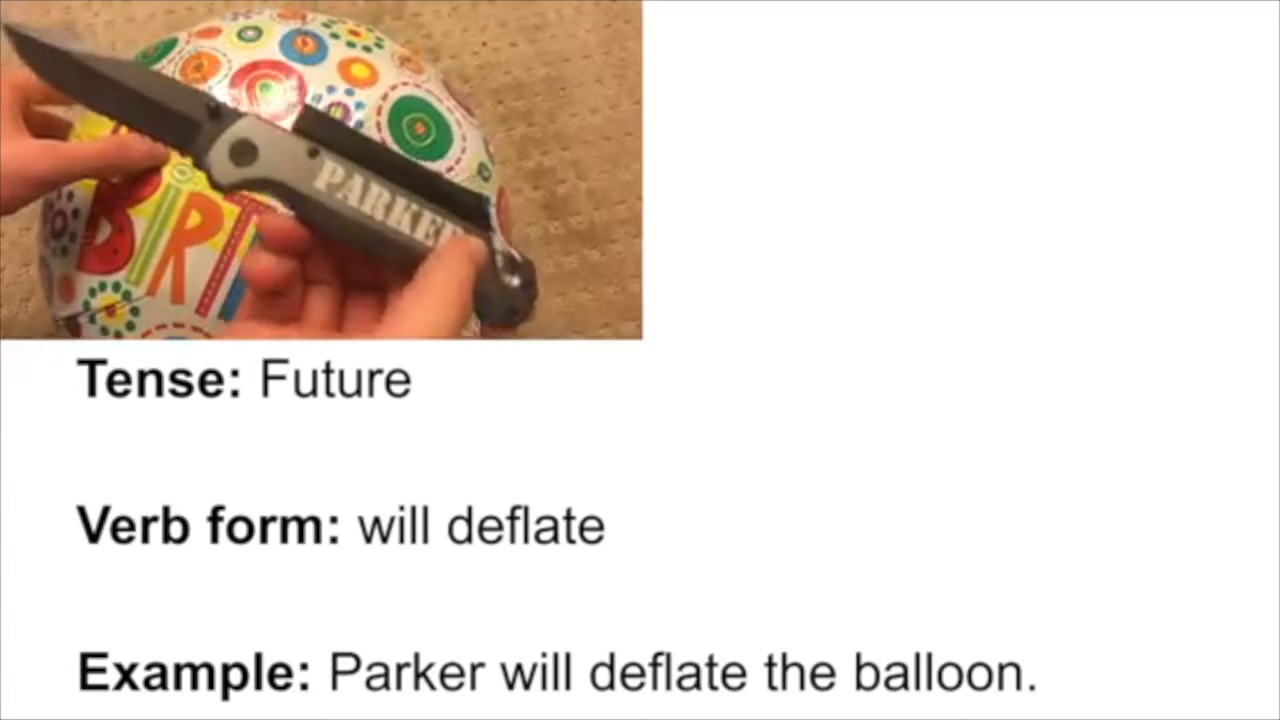 PARKER
BIRT
Tense: Future
Verb form: will deflate
Example: Parker will deflate the balloon.